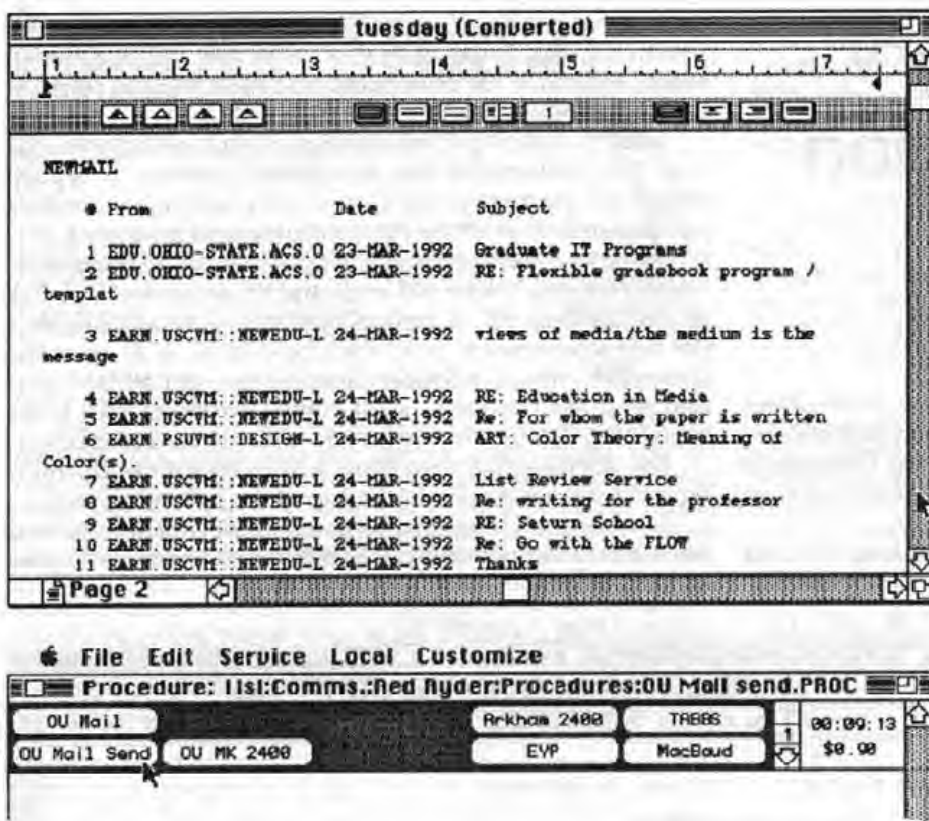 tuesday (Converted)
1 2 3 4 5 6 7
1
NEWMAIL
# From Date Subject
1 EDU.OHIO-STATE.ACS.O 23-MAR-1992 Graduate IT Programs
2 EDU.OHIO-STATE.ACS.O 23-MAR-1992 RE: Flexible gradebook program /
templat
3 EARN.USCVM::NEWEDU-L 24-MAR-1992 views of media/the medium is the
message
4 EARN.USCVM::NEWEDU-L 24-MAR-1992 RE: Education in Media
5 EARN.USCVM::NEWEDU-L 24-MAR-1992 Re: For whom the paper is written
6 EARN.PSUVM::DESIGN-L 24-MAR-1992 ART: Color Theory: Meaning of
Color(s).
7 EARN.USCVM::NEWEDU-L 24-MAR-1992 List Review Service
8 EARN.USCVM::NEWEDU-L 24-MAR-1992 Re: writing for the professor
9 EARN.USCVM::NEWEDU-L 24-MAR-1992 RE: Saturn School
10 EARN.USCVM::NEWEDU-L 24-MAR-1992 Re: Go with the FLOW
11 EARN.USCVM::NEWEDU-L 24-MAR-1992 Thanks
Page 2
File Edit Service Local Customize
Procedure: Comms.:Red Ryder:Procedures:OU Mail send.PROC
OU Mail Arkham 2400 TABBS 1 00:09:13
OU Mail Send OU MK 2400 EYP MacBaud $0.90